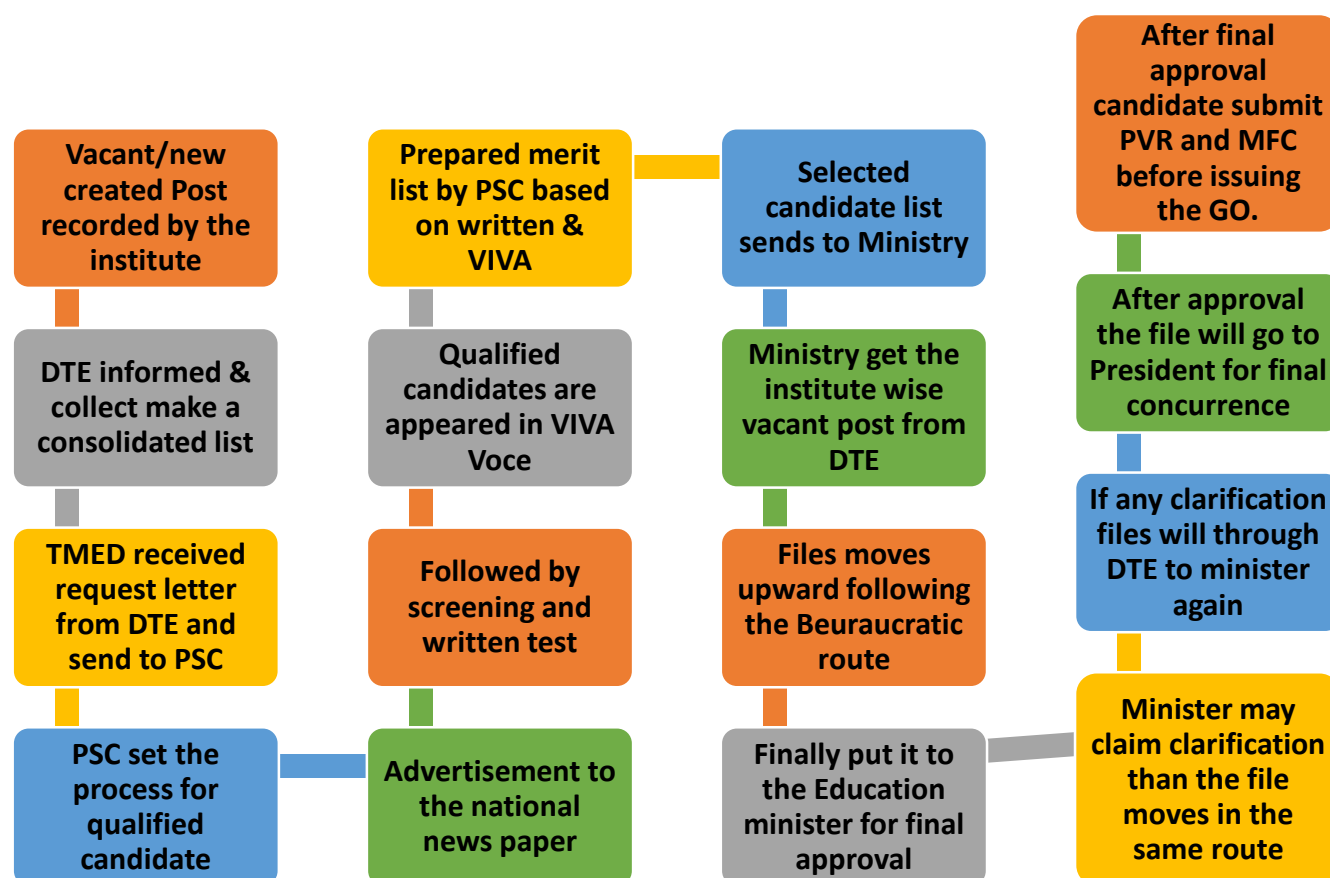 Vacant/new
created Post
recorded by the
institute
DTE informed &
collect make a
consolidated list
TMED received
request letter
from DTE and
send to PSC
PSC set the
process for
qualified
candidate
Advertisement to
the national
news paper
Followed by
screening and
written test
Qualified
candidates are
appeared in VIVA
Voce
Prepared merit
list by PSC based
on written &
VIVA
Selected
candidate list
sends to Ministry
Ministry get the
institute wise
vacant post from
DTE
Files moves
upward following
the Beuraucratic
route
Finally put it to
the Education
minister for final
approval
Minister may
claim clarification
than the file
moves in the
same route
If any clarification
files will through
DTE to minister
again
After approval
the file will go to
President for final
concurrence
After final
approval
candidate submit
PVR and MFC
before issuing
the GO.